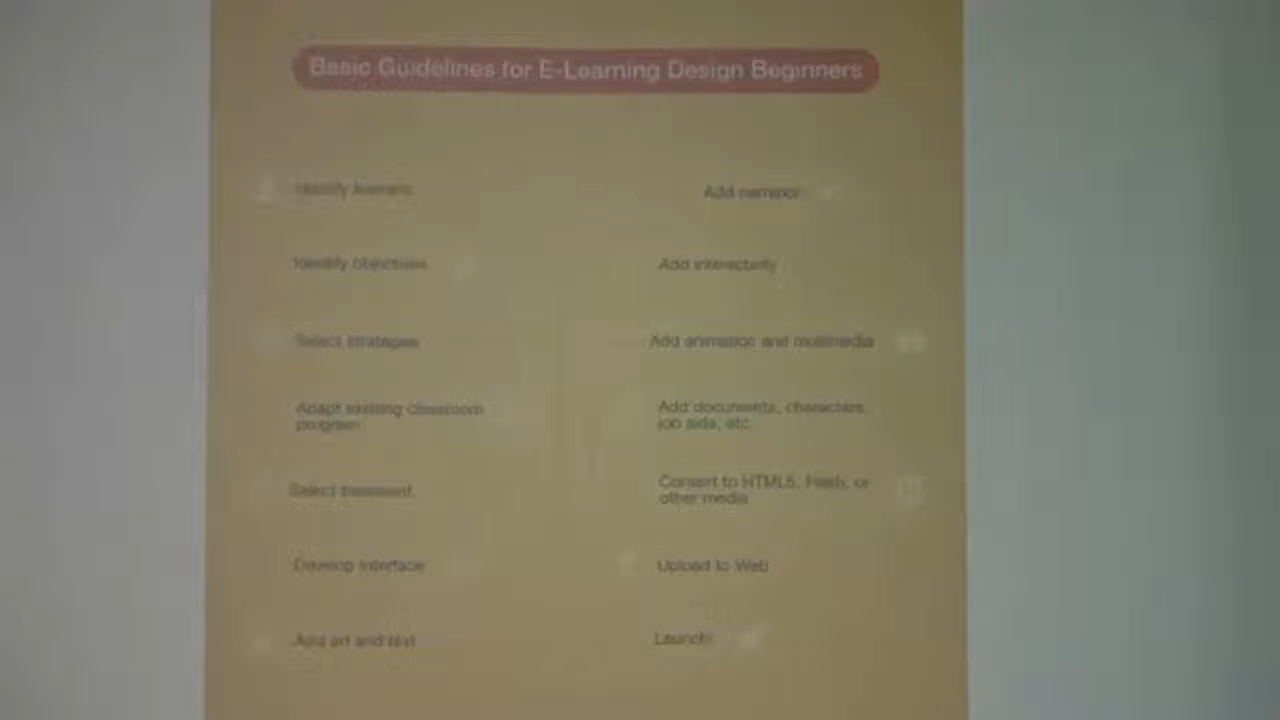 Basic Guidelines for E-Learning Design Beginners
Identify learners
Identify objectives
Select strategies
Adapt existing classroom
program
Select treatment
Develop interface
Add art and text
Add narration
Add interactivity
Add animation and multimedia
Add documents, characters,
job aids, etc.
Convert to HTML5, Flash, or
other media
Upload to Web
Launch!